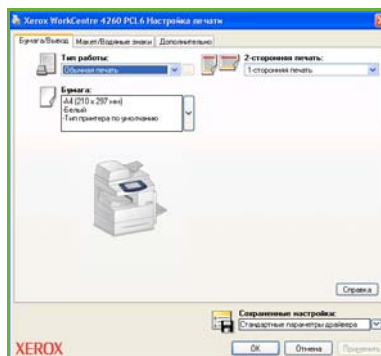 Xerox WorkCentre 4260 PCL6 Настройка печати
Бумага/Вывод Макет/Водяные знаки Дополнительно
Тип работы: 2-сторонняя печать:
Обычная печать 1-сторонняя печать
Бумага:
-A4 (210 x 297 мм)
-Белый
-Тип принтера по умолчанию
Справка
Сохраненные настройки:
Стандартные параметры драйвера
XEROX OK Отмена Применить